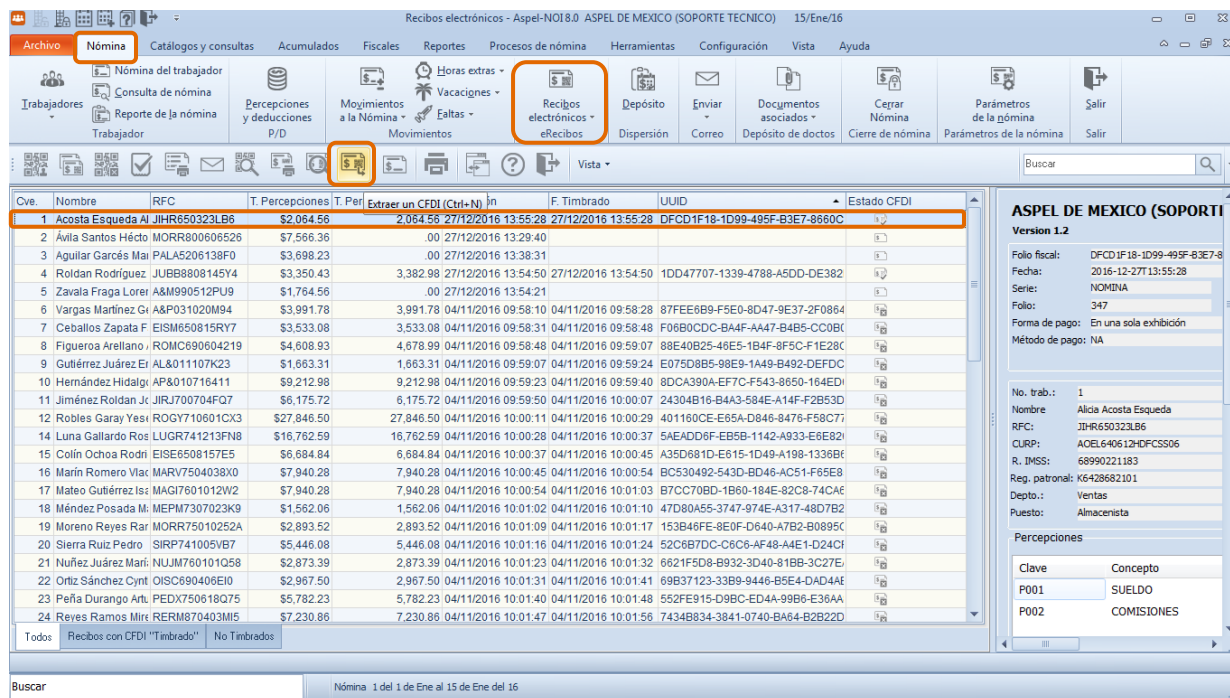 Recibos electrónicos - Aspel-NOI 8.0 ASPEL DE MEXICO (SOPORTE TECNICO) 15/Ene/16
Archivo Nómina Catálogos y consultas Acumulados Fiscales Reportes Procesos de nómina Herramientas Configuración Vista Ayuda
Trabajadores
Nómina del trabajador
Consulta de nómina
Reporte de la nómina
Trabajador
Percepciones y deducciones
P/D
Movimientos a la Nómina
Horas extras
Vacaciones
Faltas
Movimientos
Recibos electrónicos
eRecibos
Depósito
Dispersión
Enviar
Correo
Documentos asociados
Depósito de doctos
Cerrar Nómina
Cierre de nómina
Parámetros de la nómina
Parámetros de la nómina
Salir
Salir
Vista
Buscar
Extraer un CFDI (Ctrl+N)
Cve. Nombre RFC T. Percepciones T. Per F. Timbrado UUID Estado CFDI
1 Acosta Esqueda Al JIHR650323LB6 $2,064.56 2,064.56 27/12/2016 13:55:28 27/12/2016 13:55:28 DFCD1F18-1D99-495F-B3E7-8660C
2 Ávila Santos Hécto MORR800606526 $7,566.36 .00 27/12/2016 13:29:40
3 Aguilar Garcés Mar PALA5206138F0 $3,698.23 .00 27/12/2016 13:38:31
4 Roldan Rodríguez JUBB8808145Y4 $3,350.43 3,382.98 27/12/2016 13:54:50 27/12/2016 13:54:50 1DD47707-1339-4788-A5DD-DE382
5 Zavala Fraga Lorer A&M990512PU9 $1,764.56 .00 27/12/2016 13:54:21
6 Vargas Martínez Ge A&P031020M94 $3,991.78 3,991.78 04/11/2016 09:58:10 04/11/2016 09:58:28 87FEE6B9-F5E0-8D47-9E37-2F0864
7 Ceballos Zapata F EISM650815RY7 $3,533.08 3,533.08 04/11/2016 09:58:31 04/11/2016 09:58:48 F06B0CDC-BA4F-AA47-B4B5-CC0B
8 Figueroa Arellano ROMC690604219 $4,608.93 4,678.99 04/11/2016 09:58:48 04/11/2016 09:59:07 88E40B25-46E5-1B4F-8F5C-F1E28
9 Gutiérrez Juárez Er AL&011107K23 $1,663.31 1,663.31 04/11/2016 09:59:07 04/11/2016 09:59:24 E075D8B5-98E9-1A49-B492-DEFDC
10 Hernández Hidalgo AP&010716411 $9,212.98 9,212.98 04/11/2016 09:59:23 04/11/2016 09:59:40 8DCA390A-EF7C-F543-8650-164ED
11 Jiménez Roldan Jo JIRJ700704FQ7 $6,175.72 6,175.72 04/11/2016 09:59:50 04/11/2016 10:00:07 24304B16-B4A3-584E-A14F-F2B53D
12 Robles Garay Yese ROGY710601CX3 $27,846.50 27,846.50 04/11/2016 10:00:11 04/11/2016 10:00:29 401160CE-E65A-D846-8476-F58C77
14 Luna Gallardo Ros LUGR741213FN8 $16,762.59 16,762.59 04/11/2016 10:00:28 04/11/2016 10:00:37 5AEADD6F-EB5B-1142-A933-E6E82
15 Colín Ochoa Rodri EISE6508157E5 $6,684.84 6,684.84 04/11/2016 10:00:37 04/11/2016 10:00:45 A35D681D-E615-1D49-A198-1336B
16 Marín Romero Vlad MARV7504038X0 $7,940.28 7,940.28 04/11/2016 10:00:45 04/11/2016 10:00:54 BC530492-543D-BD46-AC51-F65E8
17 Mateo Gutiérrez Isa MAGI7601012W2 $7,940.28 7,940.28 04/11/2016 10:00:54 04/11/2016 10:01:03 B7CC70BD-1B60-184E-82C8-74CA
18 Méndez Posada M MEPM7307023K9 $1,562.06 1,562.06 04/11/2016 10:01:02 04/11/2016 10:01:10 47D80A55-3747-974E-A317-48D7B2
19 Moreno Reyes Rar MORR75010252A $2,893.52 2,893.52 04/11/2016 10:01:09 04/11/2016 10:01:17 153B46FE-8E0F-D640-A7B2-B0895
20 Sierra Ruiz Pedro SIRP741005VB7 $5,446.08 5,446.08 04/11/2016 10:01:16 04/11/2016 10:01:24 52C6B7DC-C6C6-AF48-A4E1-D24C
21 Nuñez Juárez Marí NUJM760101Q58 $2,873.39 2,873.39 04/11/2016 10:01:23 04/11/2016 10:01:32 6621F5D8-B932-3D40-81BB-3C27E
22 Ortiz Sánchez Cynt OISC690406EI0 $2,967.50 2,967.50 04/11/2016 10:01:31 04/11/2016 10:01:41 69B37123-33B9-9446-B5E4-DAD4A
23 Peña Durango Artu PEDX750618Q75 $5,782.23 5,782.23 04/11/2016 10:01:40 04/11/2016 10:01:48 552FE915-D9BC-ED4A-99B6-E36AA
24 Reyes Ramos Mire RERM870403MI5 $7,230.86 7,230.86 04/11/2016 10:01:47 04/11/2016 10:01:56 7434B834-3841-0740-BA64-B2B22D
Todos Recibos con CFDI "Timbrado" No Timbrados
ASPEL DE MEXICO (SOPORTI
Version 1.2
Folio fiscal: DFCD1F18-1D99-495F-B3E7-8
Fecha: 2016-12-27T13:55:28
Serie: NOMINA
Folio: 347
Forma de pago: En una sola exhibición
Método de pago: NA
No. trab.: 1
Nombre Alicia Acosta Esqueda
RFC: JIHR650323LB6
CURP: AOEL640612HDFCSS06
R. IMSS: 68990221183
Reg. patronal: K6428682101
Depto.: Ventas
Puesto: Almacenista
Percepciones
Clave Concepto
P001 SUELDO
P002 COMISIONES
Buscar Nómina 1 del 1 de Ene al 15 de Ene del 16